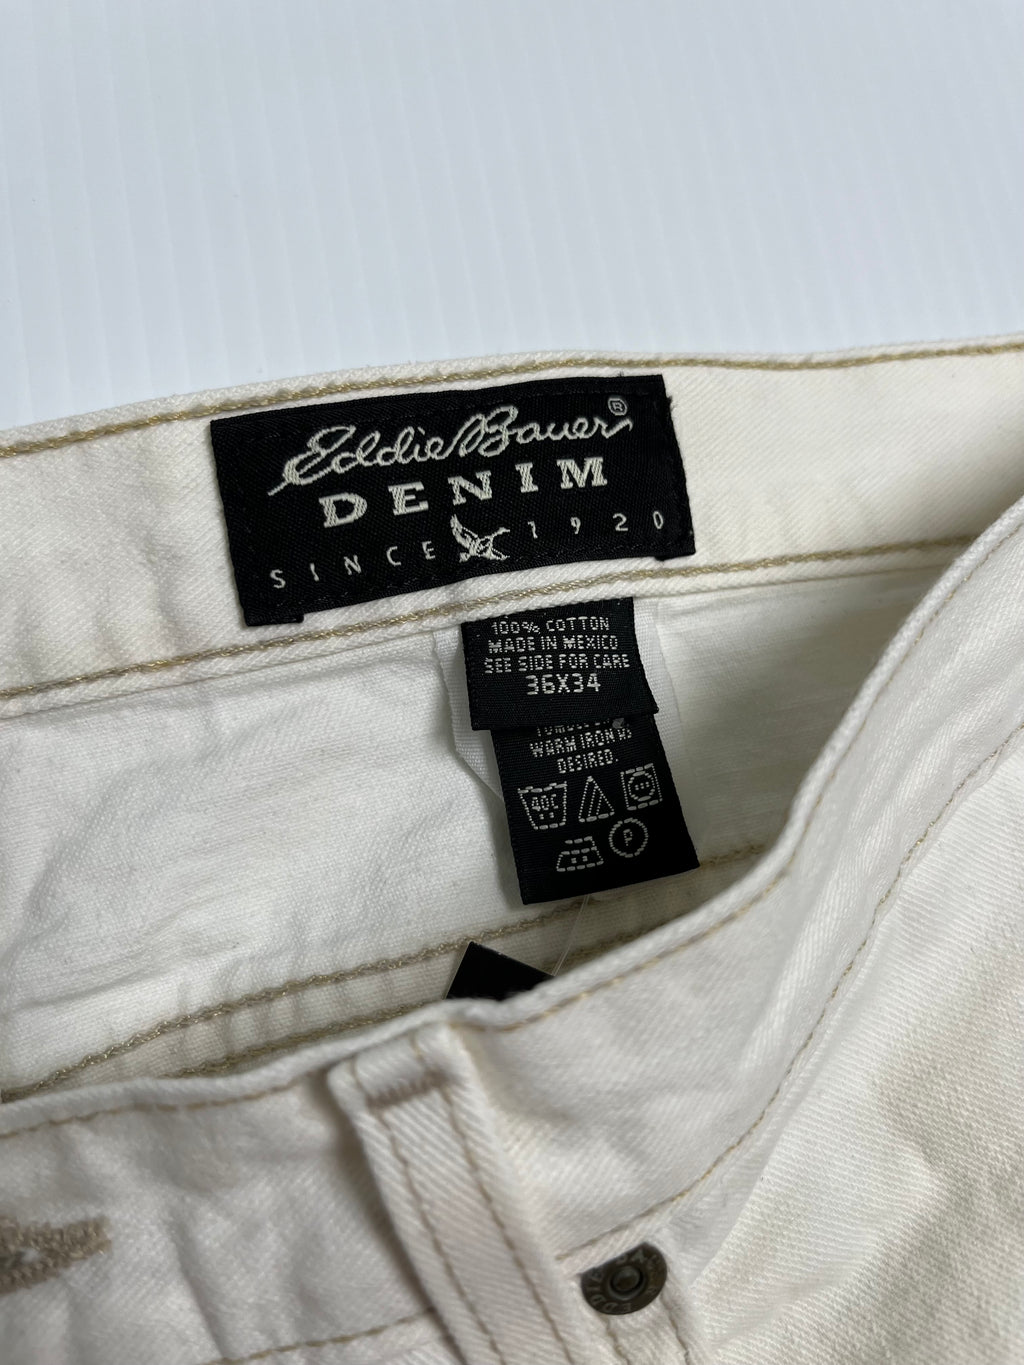 Eddie Bauer ®
DENIM
SINCE 1920
100% COTTON
MADE IN MEXICO
SEE SIDE FOR CARE
36X34
WARM IRON AS
DESIRED.
40C
P